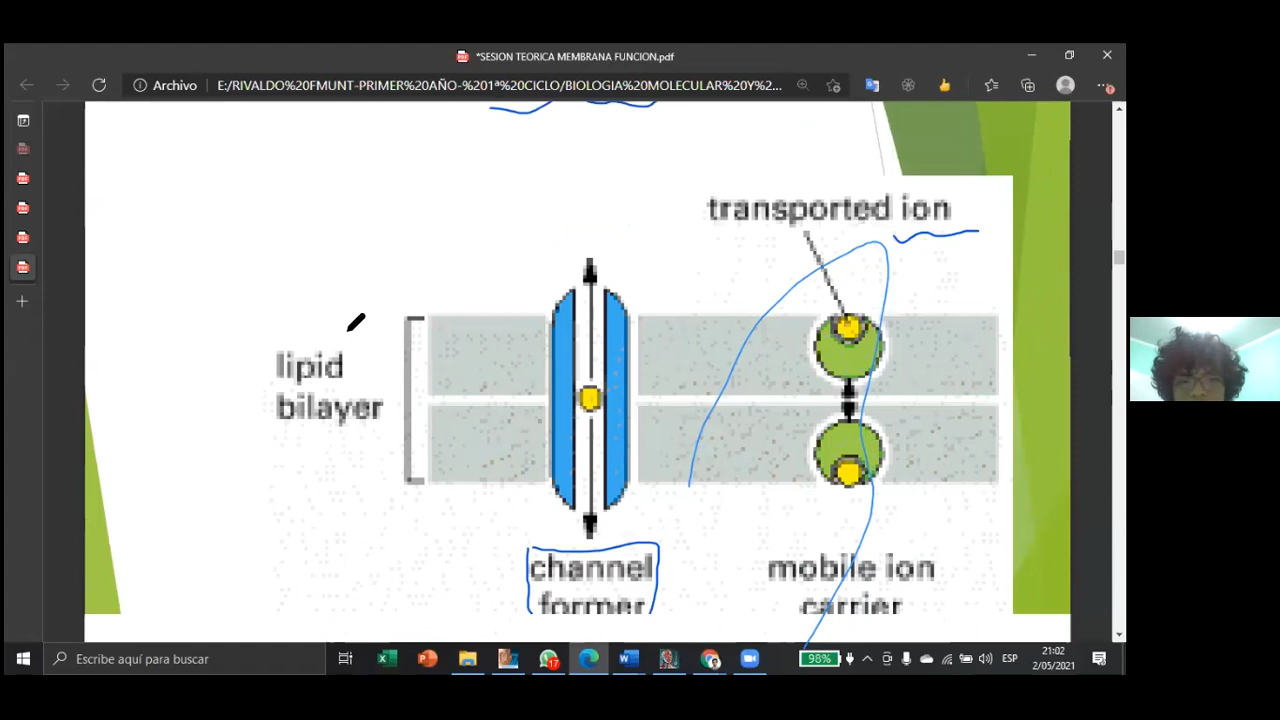 *SESION TEORICA MEMBRANA FUNCION.pdf
Archivo
E:/RIVALDO%20FMUNT-PRIMER%20AÑO-%201ª%20CICLO/BIOLOGIA%20MOLECULAR%20Y%2...
transported ion
lipid
bilayer
channel
former
mobile ion
carrier
Escribe aquí para buscar
17
98%
ESP
21:02
2/05/2021